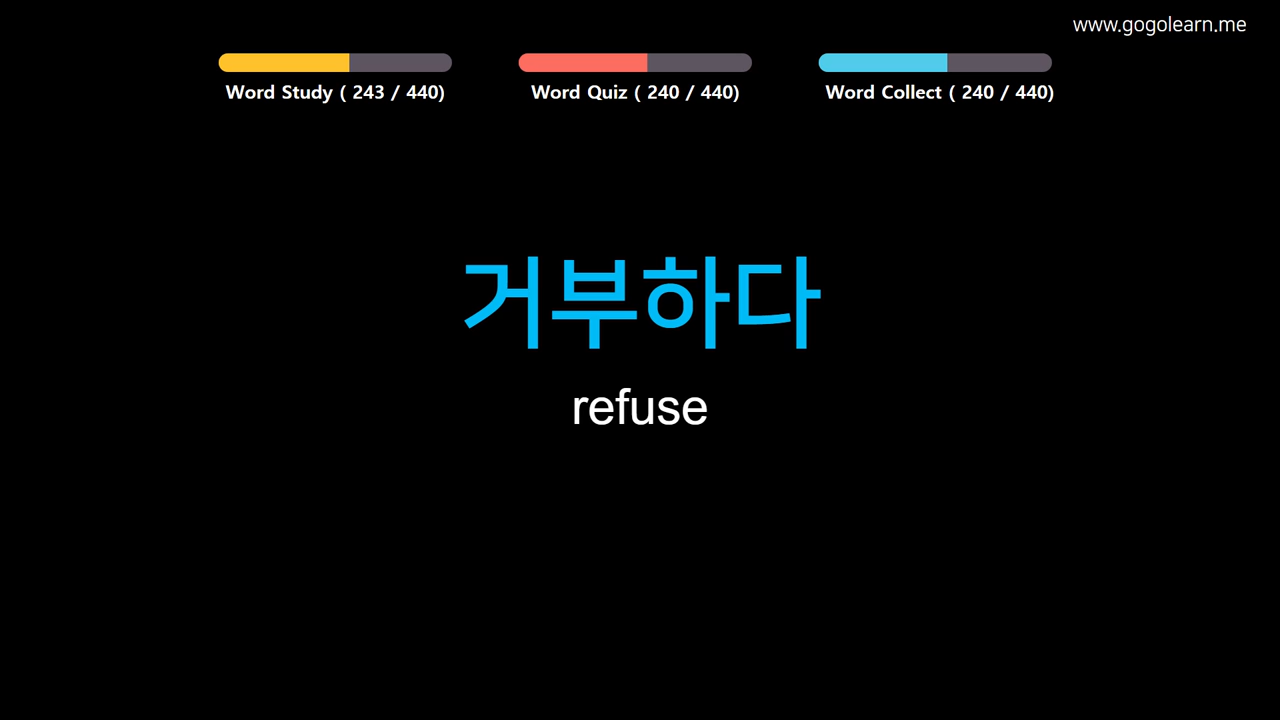 www.gogolearn.me
Word Study ( 243 / 440)
Word Quiz ( 240 / 440)
Word Collect ( 240 / 440)
거부하다
refuse